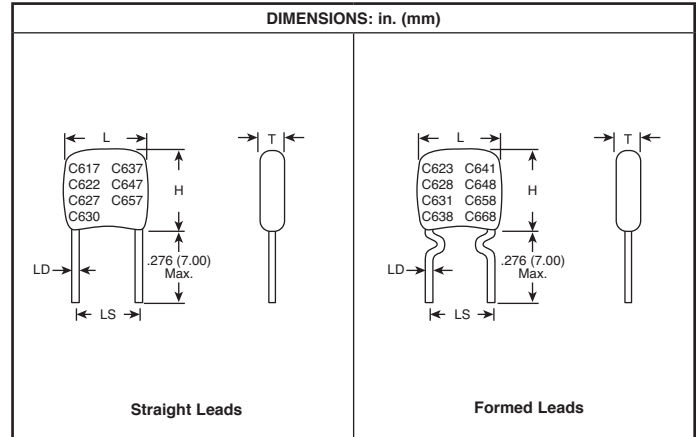 DIMENSIONS: in. (mm)
L
T
C617 C637
C622 C647
C627 C657
C630
H
LD
.276 (7.00)
Max.
LS
Straight Leads
L
T
C623 C641
C628 C648
C631 C658
C638 C668
H
LD
.276 (7.00)
Max.
LS
Formed Leads